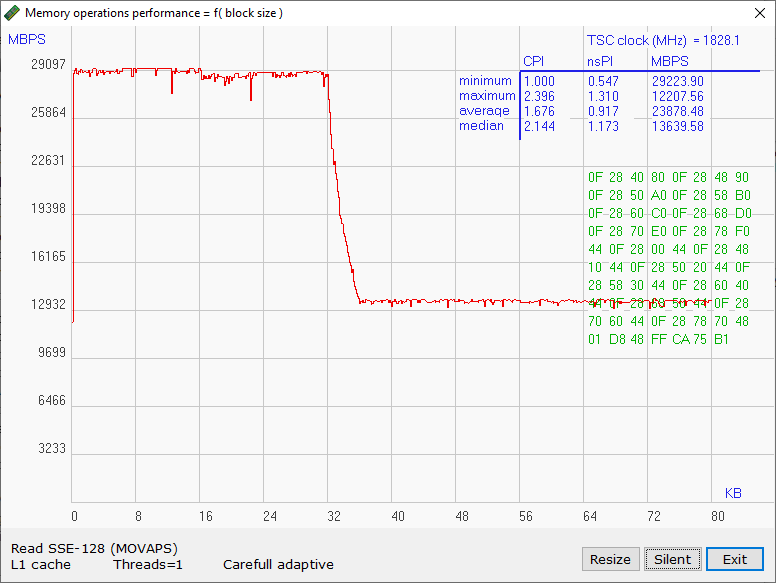 Memory operations performance = f( block size )
MBPS
TSC clock (MHz) = 1828.1
CPI nsPI MBPS
minimum 1.000 0.547 29223.90
maximum 2.396 1.310 12207.56
average 1.676 0.917 23878.48
median 2.144 1.173 13639.58
29097
25864
22631
19398
16165
12932
9699
6466
3233
0F 28 40 80 0F 28 48 90
0F 28 50 A0 0F 28 58 B0
0F 28 60 C0 0F 28 68 D0
0F 28 70 E0 0F 28 78 F0
44 0F 28 00 44 0F 28 48
10 44 0F 28 50 20 44 0F
28 58 30 44 0F 28 60 40
44 0F 28 68 50 44 0F 28
70 60 44 0F 28 78 70 48
01 D8 48 FF CA 75 B1
KB
0 8 16 24 32 40 48 56 64 72 80
Read SSE-128 (MOVAPS)
L1 cache Threads=1 Carefull adaptive
Resize Silent Exit